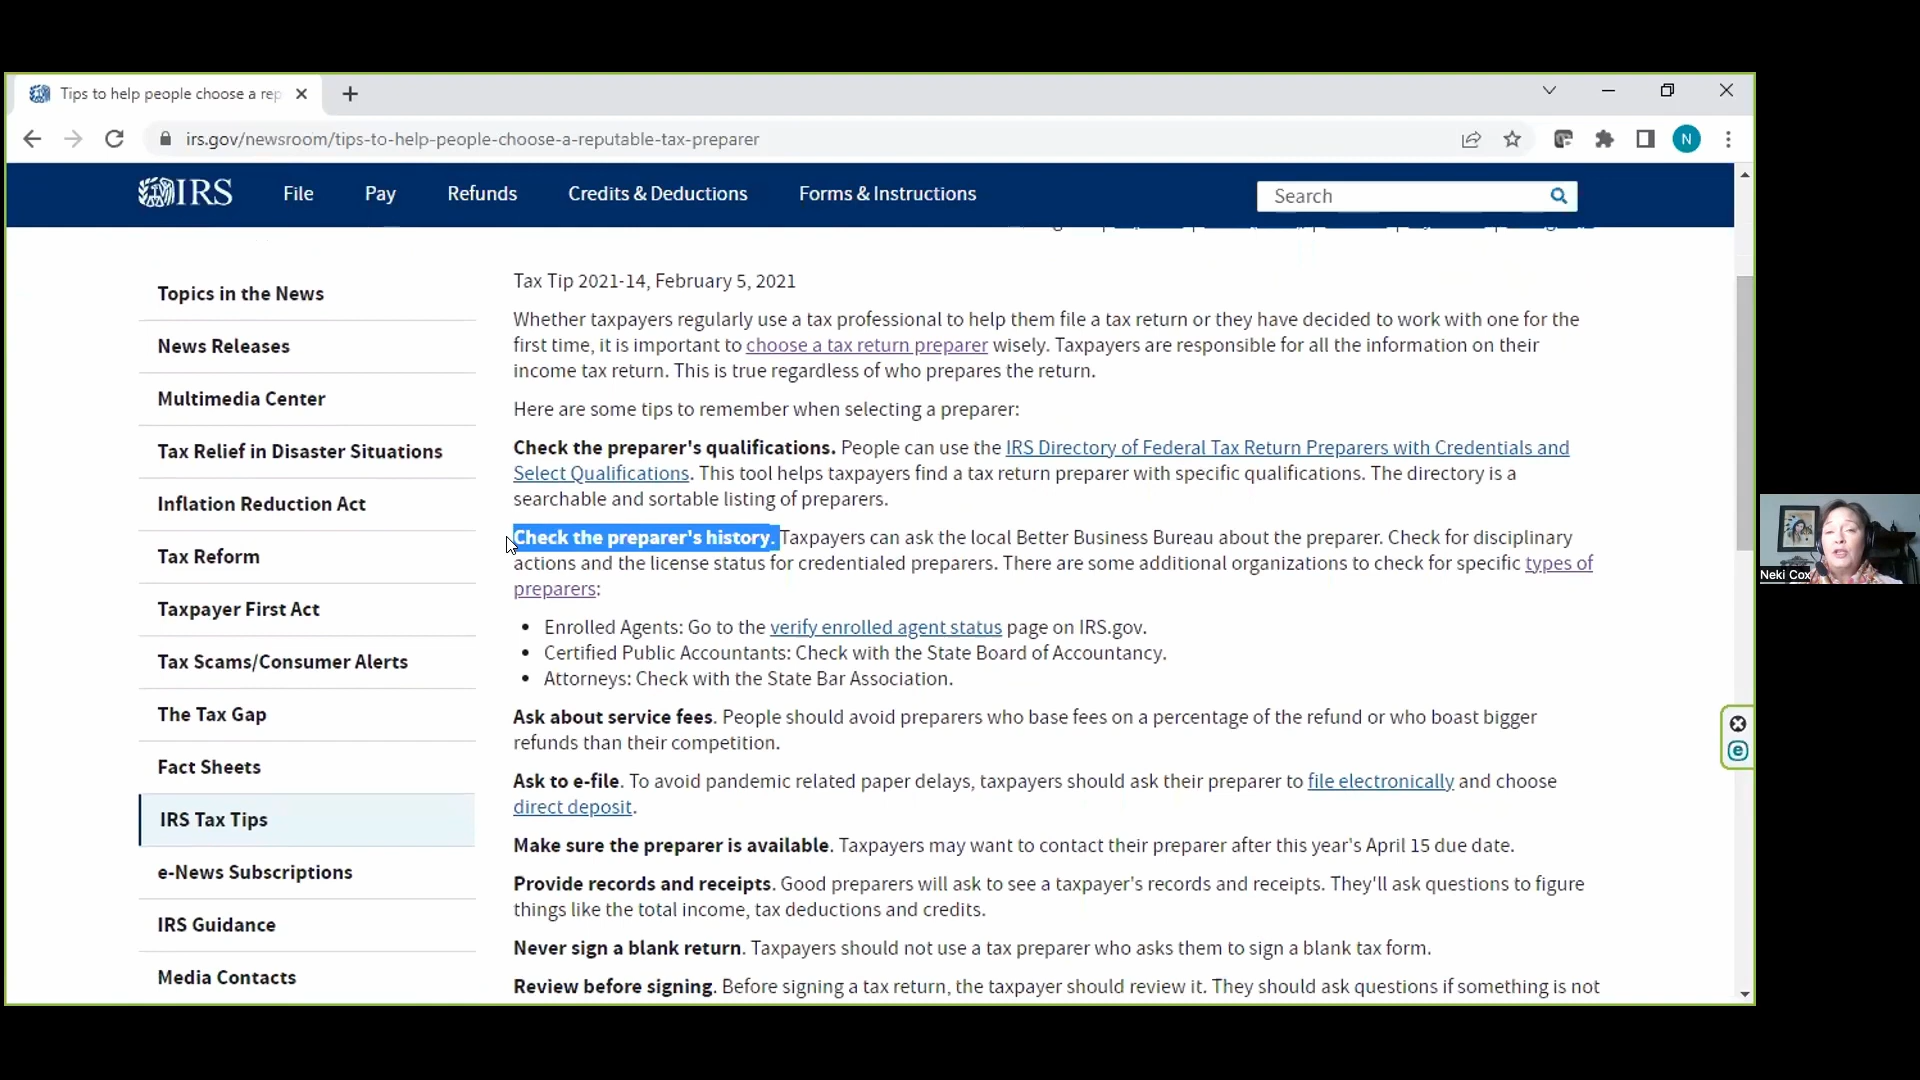 Tips to help people choose a rep
irs.gov/newsroom/tips-to-help-people-choose-a-reputable-tax-preparer
N
IRS
File
Pay
Refunds
Credits & Deductions
Forms & Instructions
Search
Topics in the News
News Releases
Multimedia Center
Tax Relief in Disaster Situations
Inflation Reduction Act
Tax Reform
Taxpayer First Act
Tax Scams/Consumer Alerts
The Tax Gap
Fact Sheets
IRS Tax Tips
e-News Subscriptions
IRS Guidance
Media Contacts
Tax Tip 2021-14, February 5, 2021
Whether taxpayers regularly use a tax professional to help them file a tax return or they have decided to work with one for the
first time, it is important to choose a tax return preparer wisely. Taxpayers are responsible for all the information on their
income tax return. This is true regardless of who prepares the return.
Here are some tips to remember when selecting a preparer:
Check the preparer's qualifications. People can use the IRS Directory of Federal Tax Return Preparers with Credentials and
Select Qualifications. This tool helps taxpayers find a tax return preparer with specific qualifications. The directory is a
searchable and sortable listing of preparers.
Check the preparer's history. Taxpayers can ask the local Better Business Bureau about the preparer. Check for disciplinary
actions and the license status for credentialed preparers. There are some additional organizations to check for specific types of
preparers:
• Enrolled Agents: Go to the verify enrolled agent status page on IRS.gov.
• Certified Public Accountants: Check with the State Board of Accountancy.
• Attorneys: Check with the State Bar Association.
Ask about service fees. People should avoid preparers who base fees on a percentage of the refund or who boast bigger
refunds than their competition.
Ask to e-file. To avoid pandemic related paper delays, taxpayers should ask their preparer to file electronically and choose
direct deposit.
Make sure the preparer is available. Taxpayers may want to contact their preparer after this year's April 15 due date.
Provide records and receipts. Good preparers will ask to see a taxpayer's records and receipts. They'll ask questions to figure
things like the total income, tax deductions and credits.
Never sign a blank return. Taxpayers should not use a tax preparer who asks them to sign a blank tax form.
Review before signing. Before signing a tax return, the taxpayer should review it. They should ask questions if something is not
Neki Cox